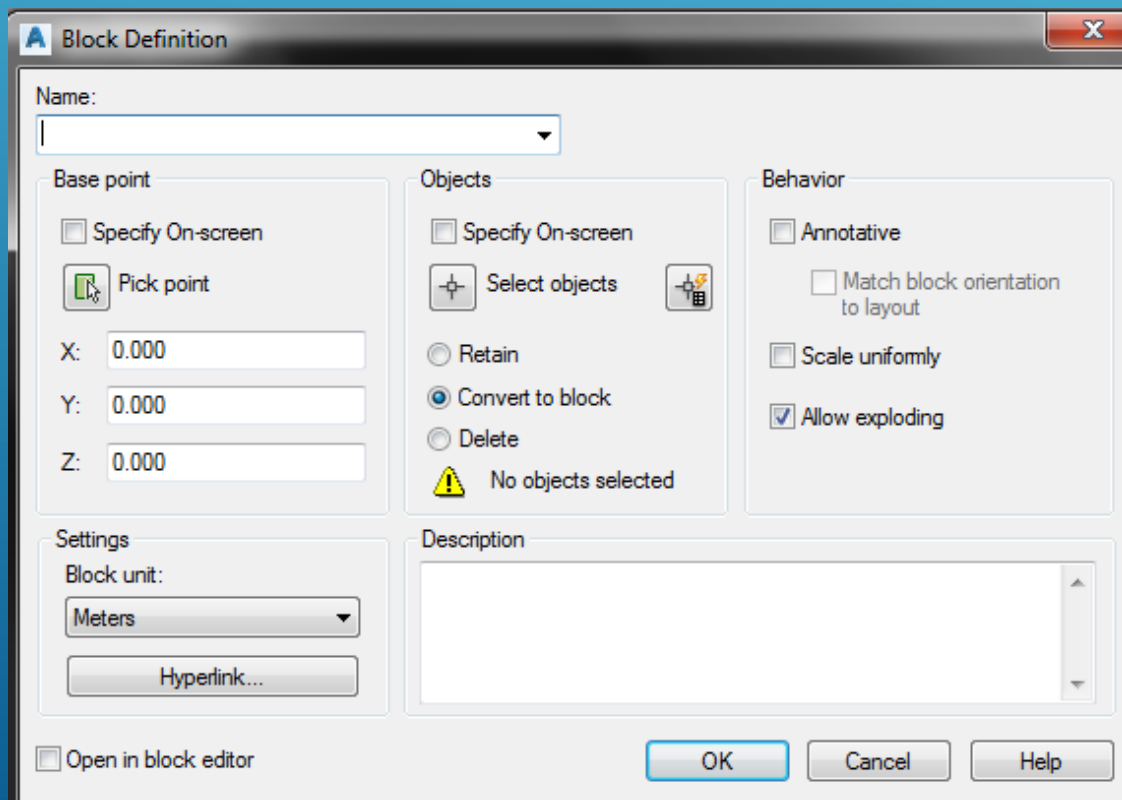 Block Definition
Name:
Base point
Specify On-screen
Pick point
X: 0.000
Y: 0.000
Z: 0.000
Objects
Specify On-screen
Select objects
Retain
Convert to block
Delete
No objects selected
Behavior
Annotative
Match block orientation
to layout
Scale uniformly
Allow exploding
Settings
Block unit:
Meters
Hyperlink...
Description
Open in block editor
OK
Cancel
Help